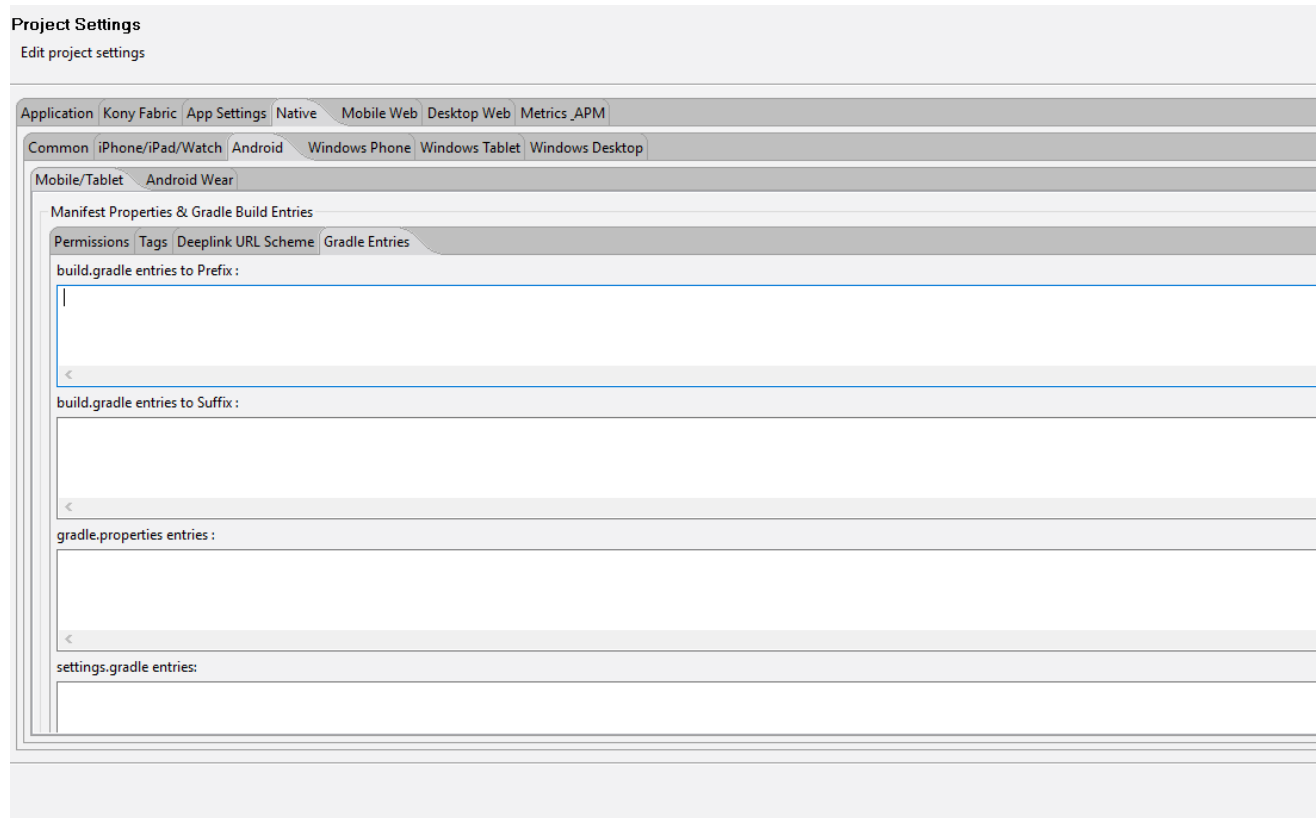 Project Settings
Edit project settings
Application Kony Fabric App Settings Native Mobile Web Desktop Web Metrics_APM
Common iPhone/iPad/Watch Android Windows Phone Windows Tablet Windows Desktop
Mobile/Tablet Android Wear
Manifest Properties & Gradle Build Entries
Permissions Tags Deeplink URL Scheme Gradle Entries
build.gradle entries to Prefix :
build.gradle entries to Suffix :
gradle.properties entries :
settings.gradle entries: